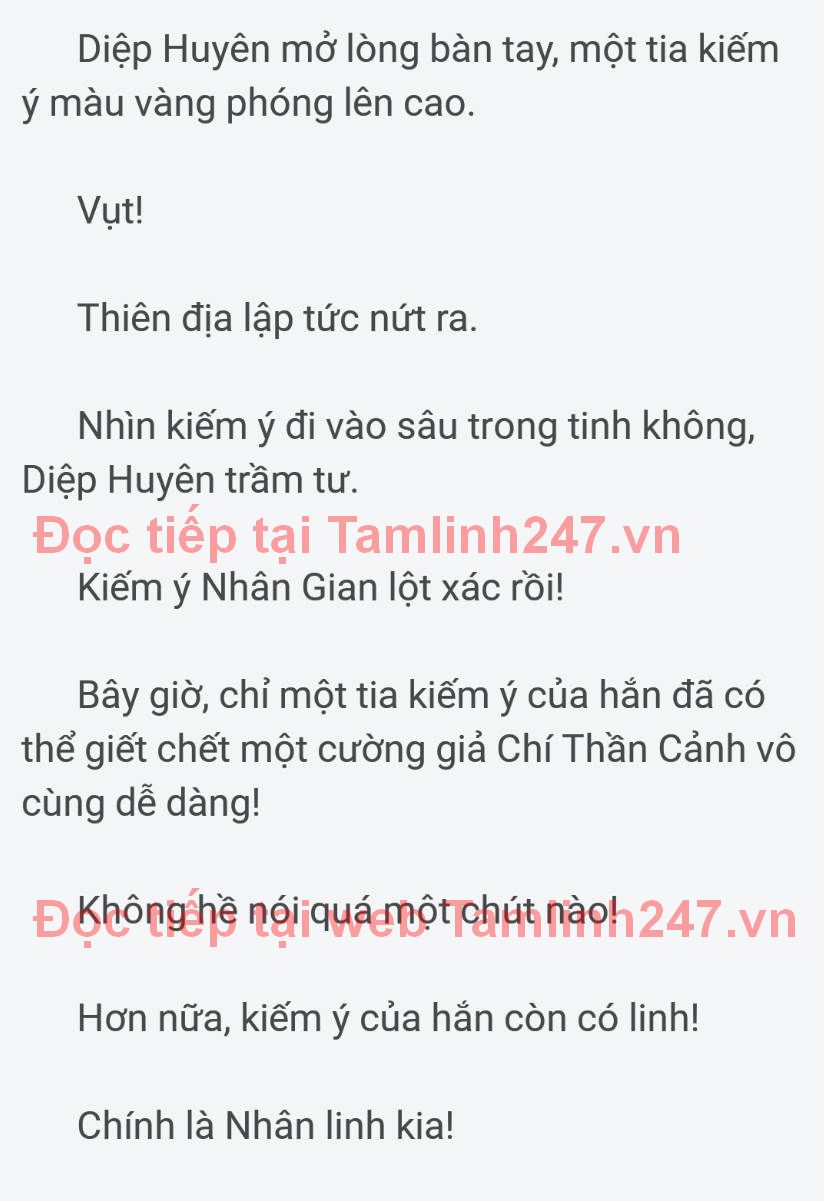 Diệp Huyên mở lòng bàn tay, một tia kiếm
ý màu vàng phóng lên cao.
Vụt!
Thiên địa lập tức nứt ra.
Nhìn kiếm ý đi vào sâu trong tinh không,
Diệp Huyên trầm tư.
Đọc tiếp tại Tamlinh247.vn
Kiếm ý Nhân Gian lột xác rồi!
Bây giờ, chỉ một tia kiếm ý của hắn đã có
thể giết chết một cường giả Chí Thần Cảnh vô
cùng dễ dàng!
Không hề nói quá một chút nào!
Đọc tiếp tại web Tamlinh247.vn
Hơn nữa, kiếm ý của hắn còn có linh!
Chính là Nhân linh kia!